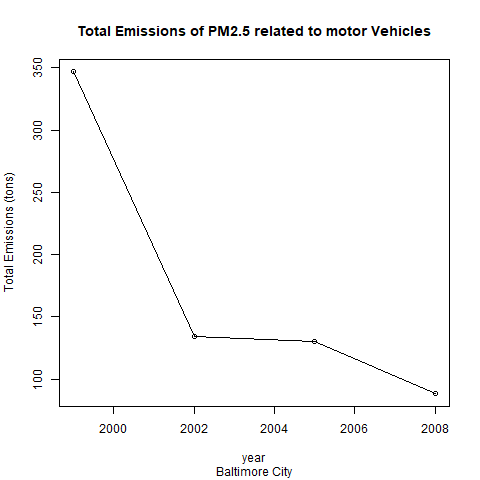 Total Emissions of PM2.5 related to motor Vehicles
Total Emissions (tons)
350
300
250
200
150
100
2000 2002 2004 2006 2008
year
Baltimore City